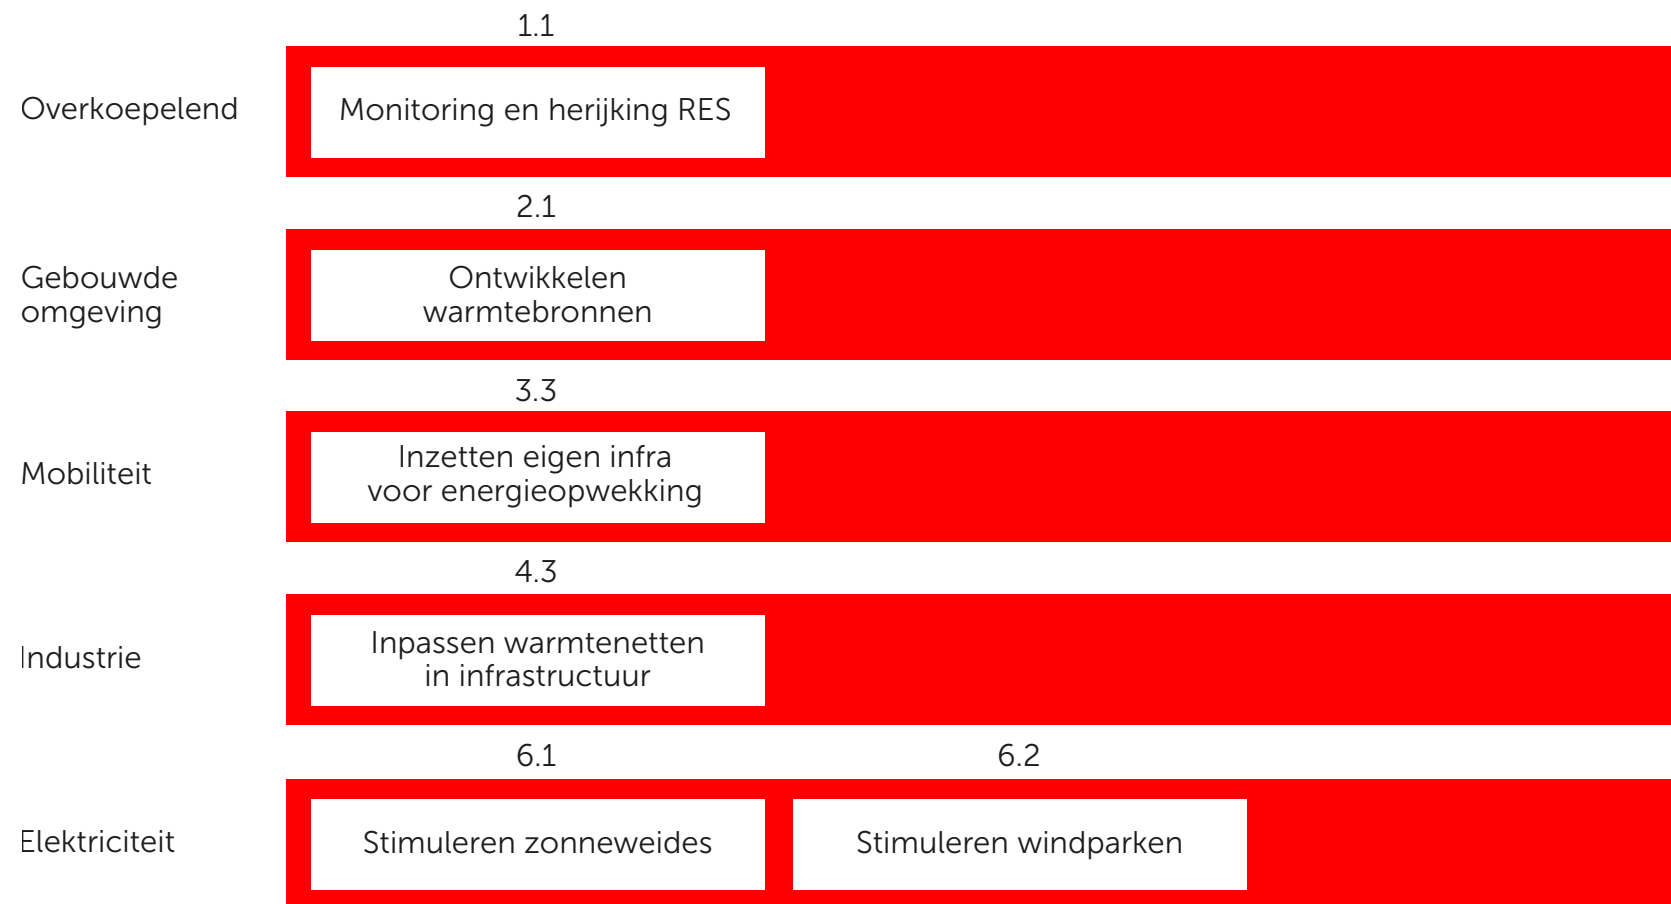 1.1
Overkoepelend
Monitoring en herijking RES
2.1
Gebouwde
omgeving
Ontwikkelen
warmtebronnen
3.3
Mobiliteit
Inzetten eigen infra
voor energieopwekking
4.3
Industrie
Inpassen warmtenetten
in infrastructuur
6.1
6.2
Elektriciteit
Stimuleren zonneweides
Stimuleren windparken